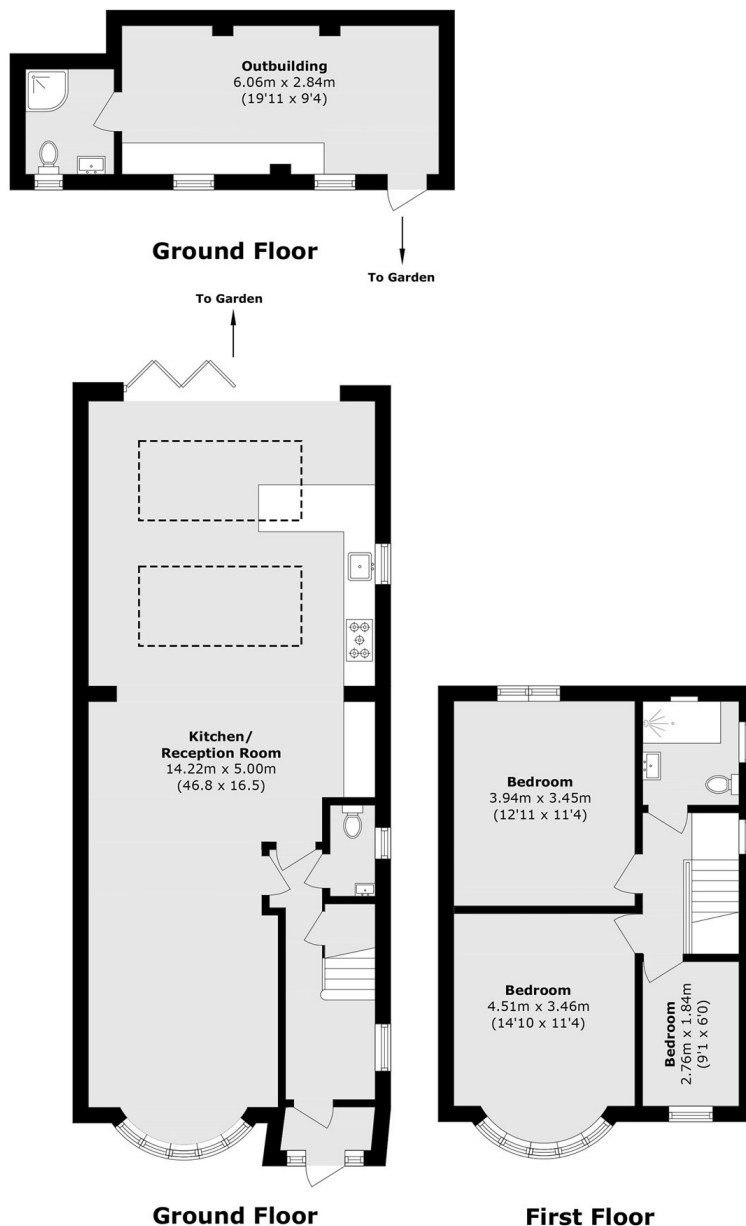 Outbuilding
6.06m x 2.84m
(19'11 x 9'4)
Ground Floor
To Garden
To Garden
Kitchen/
Reception Room
14.22m x 5.00m
(46.8 x 16.5)
Bedroom
3.94m x 3.45m
(12'11 x 11'4)
Bedroom
4.51m x 3.46m
(14'10 x 11'4)
Bedroom
2.76m x 1.84m
(9'1 x 6'0)
Ground Floor
First Floor